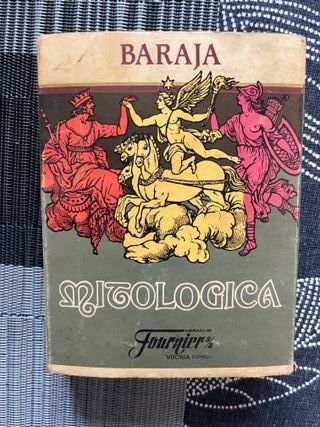 BARAJA
MITOLOGICA
HERACLIO
Fournier S/A
VITORIA ESPAÑA